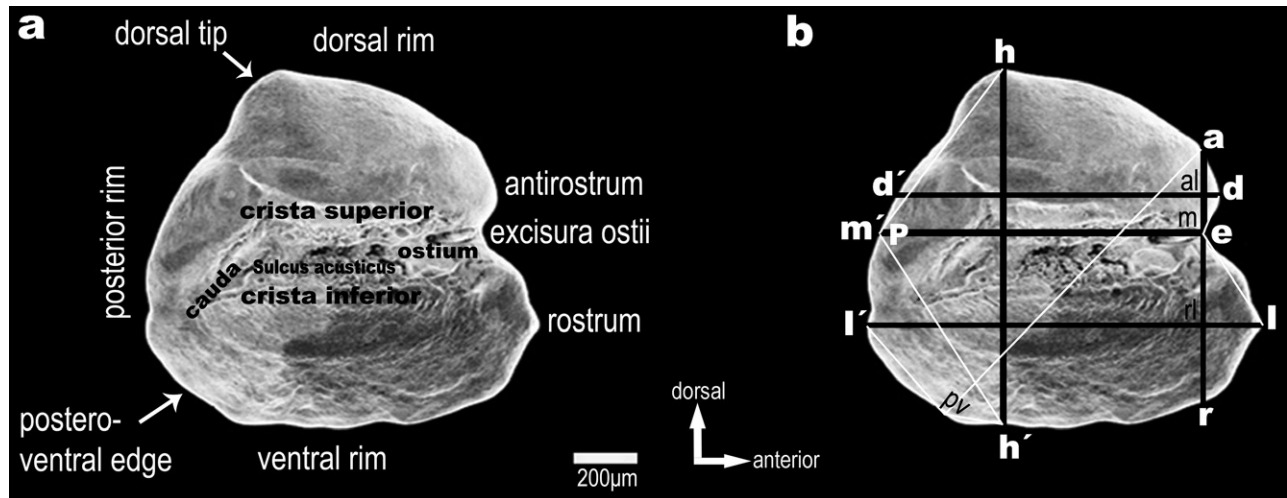 a
dorsal tip
dorsal rim
posterior rim
antirostrum
crista superior
excisura ostii
ostium
Sulcus acusticus
cauda
crista inferior
rostrum
postero-
ventral edge
ventral rim
200µm
dorsal
anterior
b
h
a
al
d´
d
m
m´
P
e
rl
l´
l
pv
r
h´